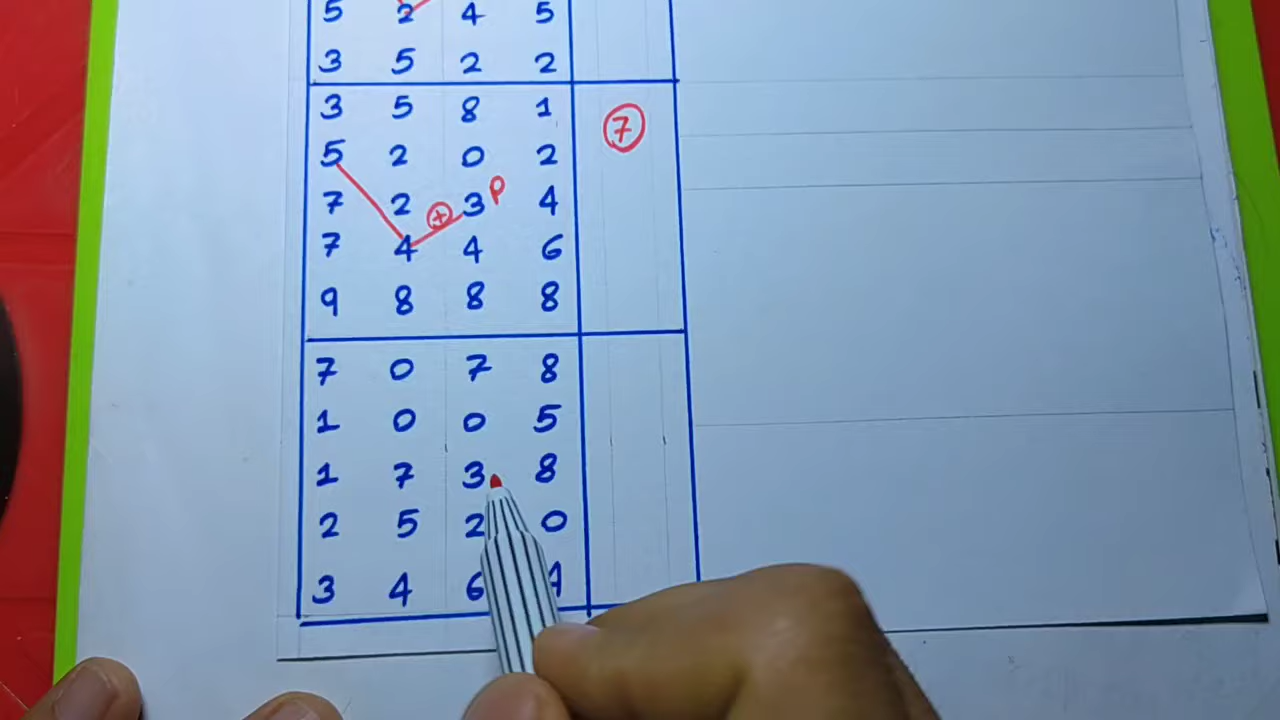 5 2 4 5
3 5 2 2
3 5 8 1 7
5 2 0 2
7 2 + 3 P 4
7 4 4 6
9 8 8 8
7 0 7 8
1 0 0 5
1 7 3 8
2 5 2 0
3 4 6